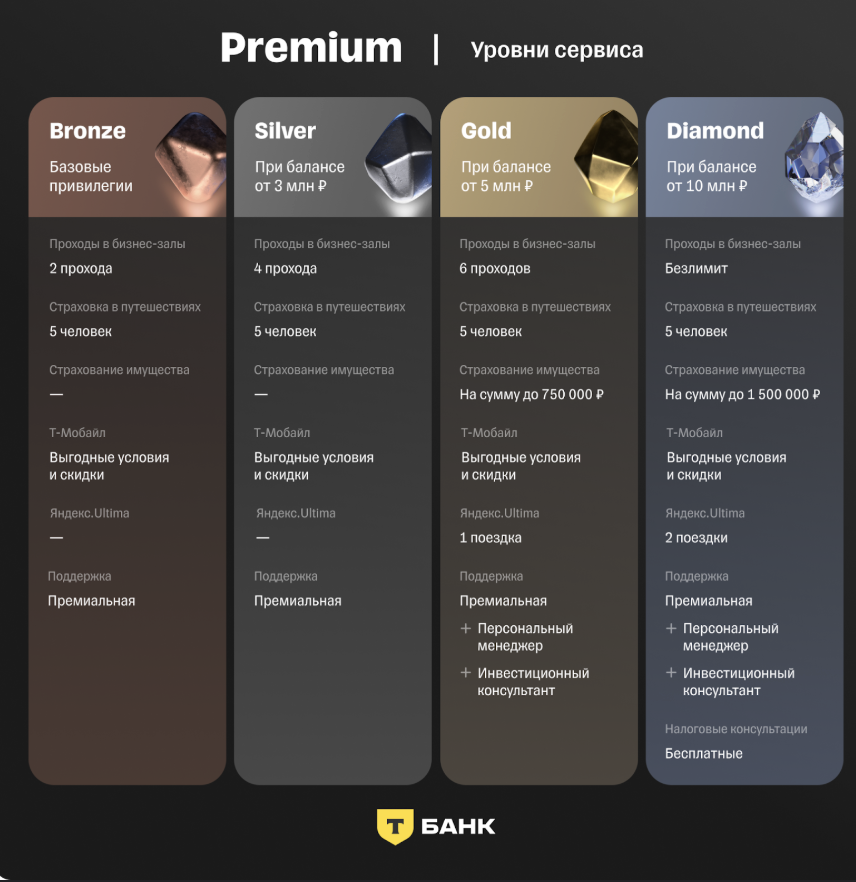 Premium | Уровни сервиса
Bronze
Базовые
привилегии
Проходы в бизнес-залы
2 прохода
Страховка в путешествиях
5 человек
Страхование имущества
—
Т-Мобайл
Выгодные условия
и скидки
Яндекс.Ultima
—
Поддержка
Премиальная
Silver
При балансе
от 3 млн ₽
Проходы в бизнес-залы
4 прохода
Страховка в путешествиях
5 человек
Страхование имущества
—
Т-Мобайл
Выгодные условия
и скидки
Яндекс.Ultima
—
Поддержка
Премиальная
Gold
При балансе
от 5 млн ₽
Проходы в бизнес-залы
6 проходов
Страховка в путешествиях
5 человек
Страхование имущества
На сумму до 750 000 ₽
Т-Мобайл
Выгодные условия
и скидки
Яндекс.Ultima
1 поездка
Поддержка
Премиальная
+ Персональный
менеджер
+ Инвестиционный
консультант
Diamond
При балансе
от 10 млн ₽
Проходы в бизнес-залы
Безлимит
Страховка в путешествиях
5 человек
Страхование имущества
На сумму до 1 500 000 ₽
Т-Мобайл
Выгодные условия
и скидки
Яндекс.Ultima
2 поездки
Поддержка
Премиальная
+ Персональный
менеджер
+ Инвестиционный
консультант
Налоговые консультации
Бесплатные
Т БАНК